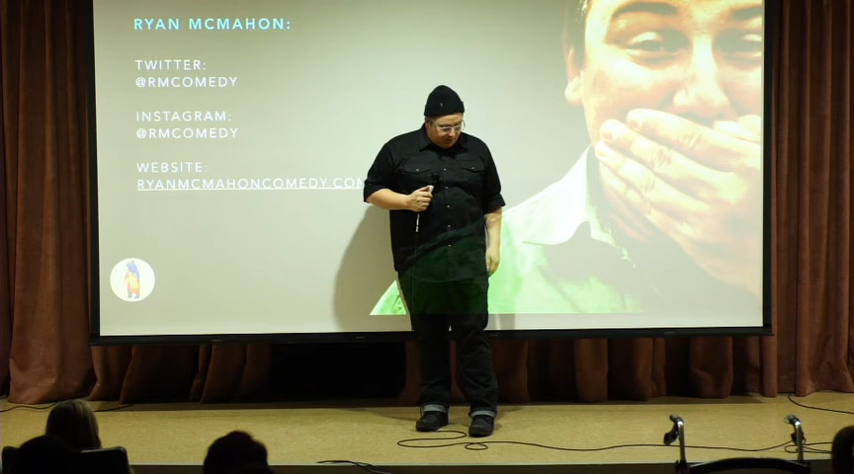 RYAN MCMAHON:
TWITTER:
@RMCOMEDY
INSTAGRAM:
@RMCOMEDY
WEBSITE:
RYANMCMAHONCOMEDY.COM